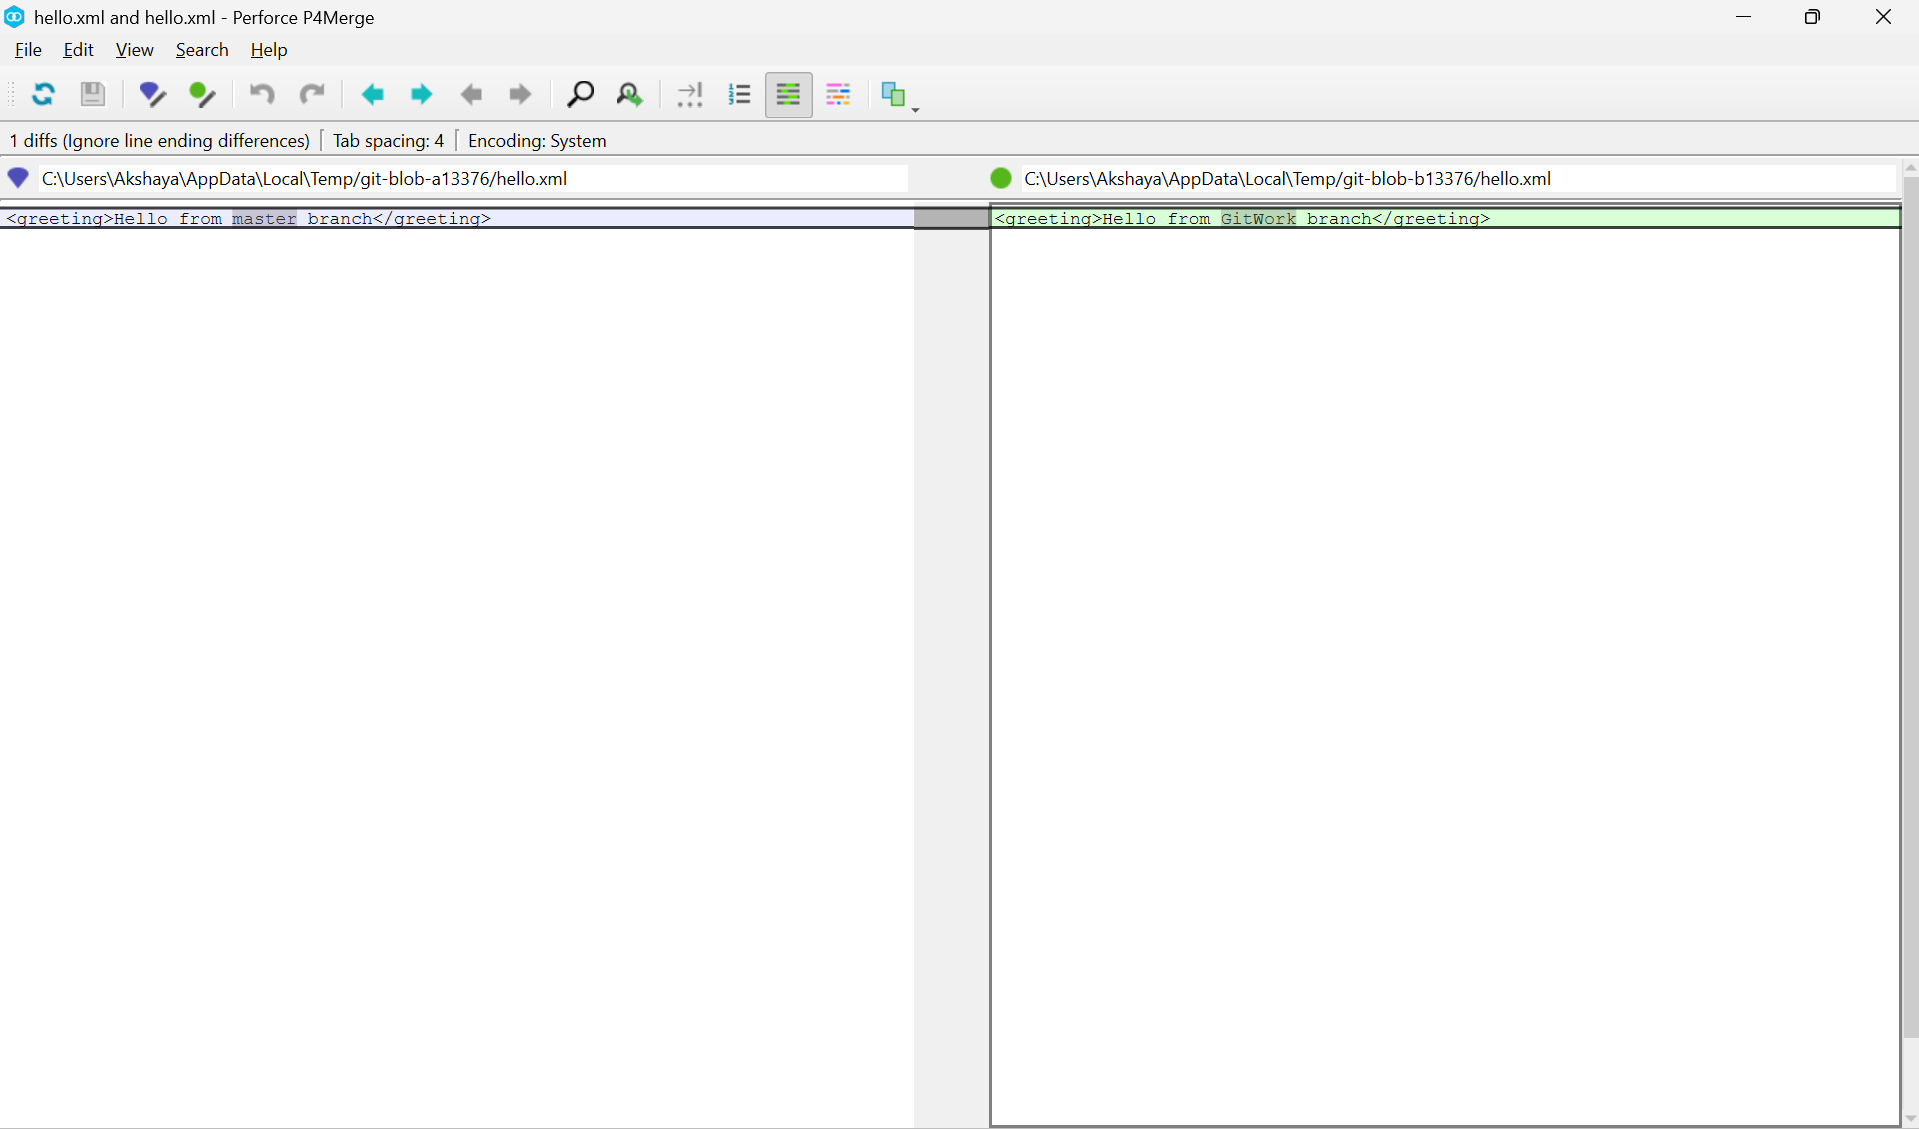 hello.xml and hello.xml - Perforce P4Merge
File Edit View Search Help
1 diffs (Ignore line ending differences) Tab spacing: 4 Encoding: System
C:\Users\Akshaya\AppData\Local\Temp/git-blob-a13376/hello.xml
C:\Users\Akshaya\AppData\Local\Temp/git-blob-b13376/hello.xml
<greeting>Hello from master branch</greeting>
<greeting>Hello from GitWork branch</greeting>